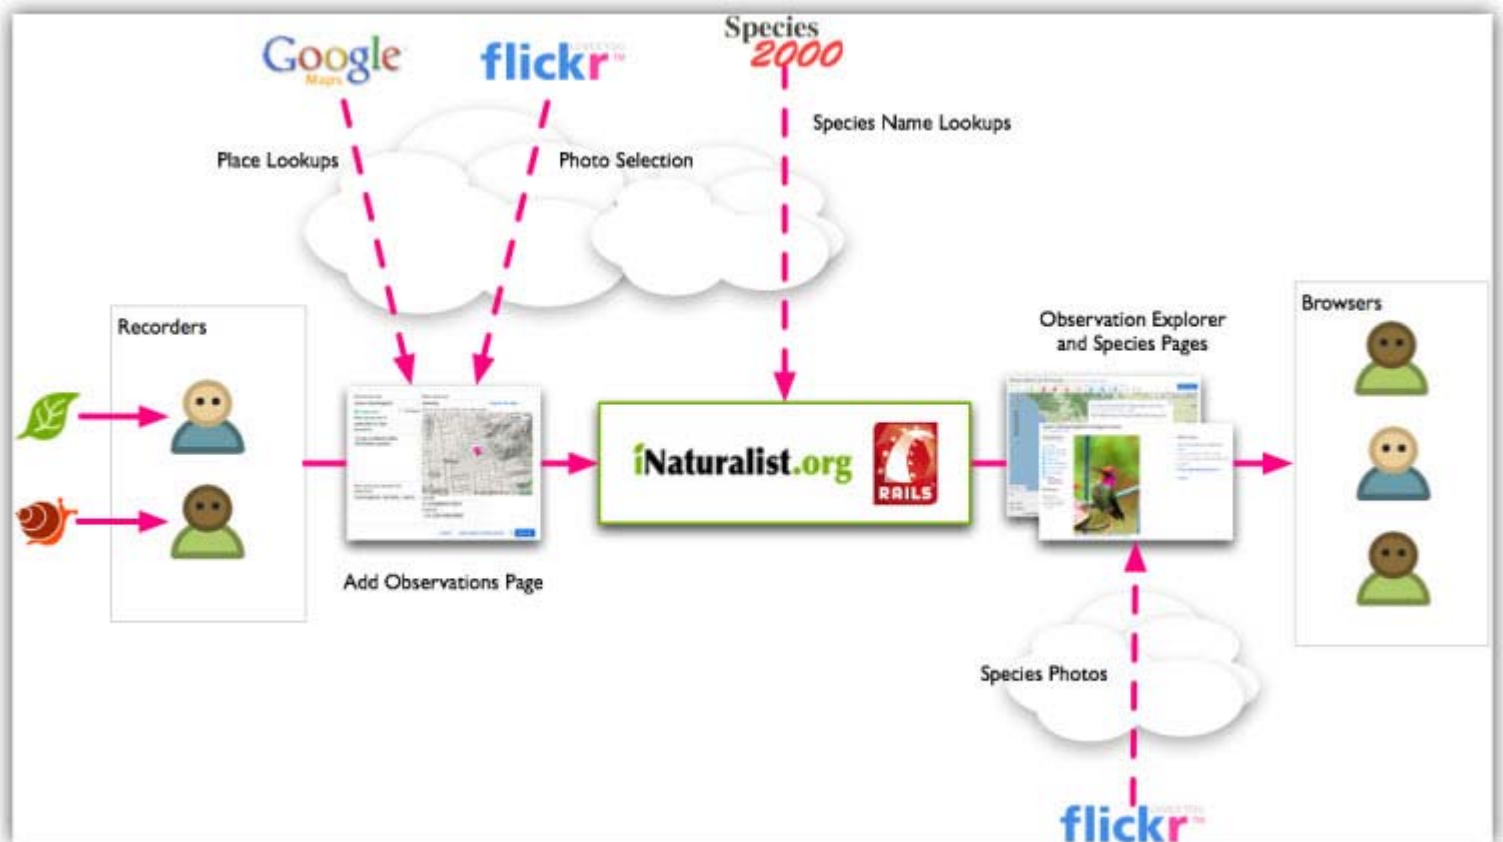 Google
Maps
flickr
Species
2000
Species Name Lookups
Place Lookups
Photo Selection
Recorders
Observation Explorer
and Species Pages
Browsers
iNaturalist.org
RAILS
Add Observations Page
Species Photos
flickr